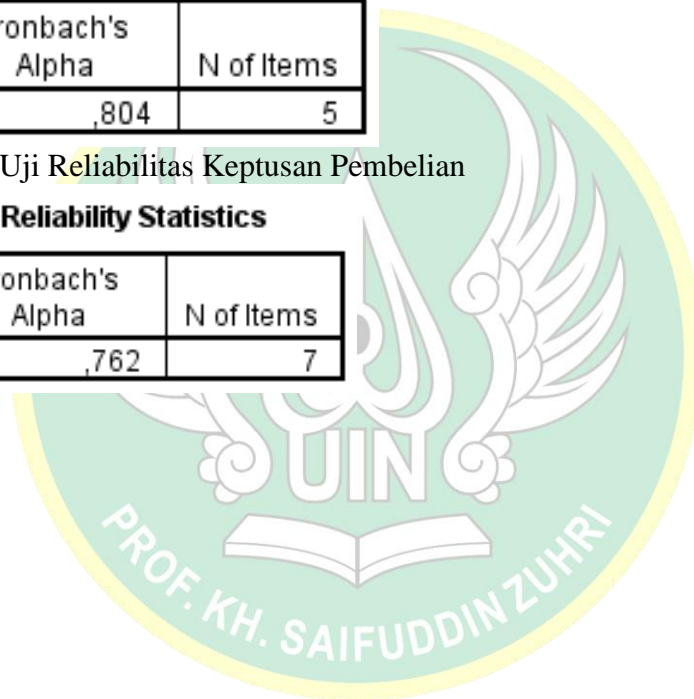 ronbach's
Alpha N of Items
,804 5
Uji Reliabilitas Keptusan Pembelian
Reliability Statistics
onbach's
Alpha N of Items
,762 7
UIN
PROF. KH. SAIFUDDIN ZUHRI